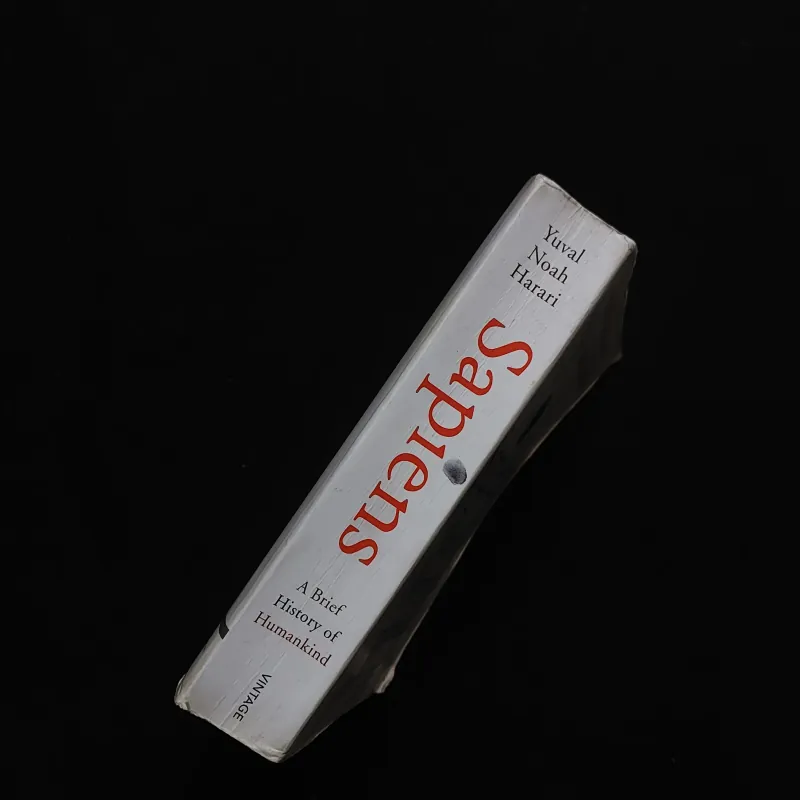 Yuval
Noah
Harari
Sapiens
A Brief
History of
Humankind
VINTAGE